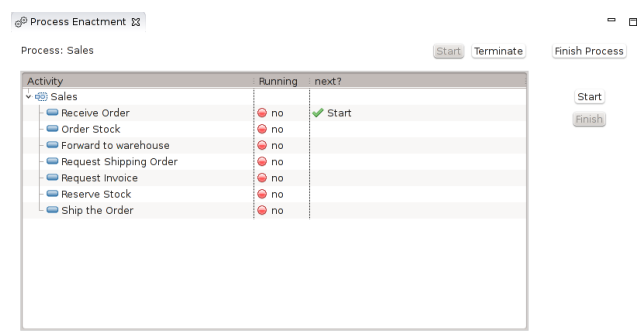 Process Enactment
Process: Sales Start Terminate Finish Process
Activity Running next?
Sales Start
Receive Order no Start
Finish
Order Stock no
Forward to warehouse no
Request Shipping Order no
Request Invoice no
Reserve Stock no
Ship the Order no